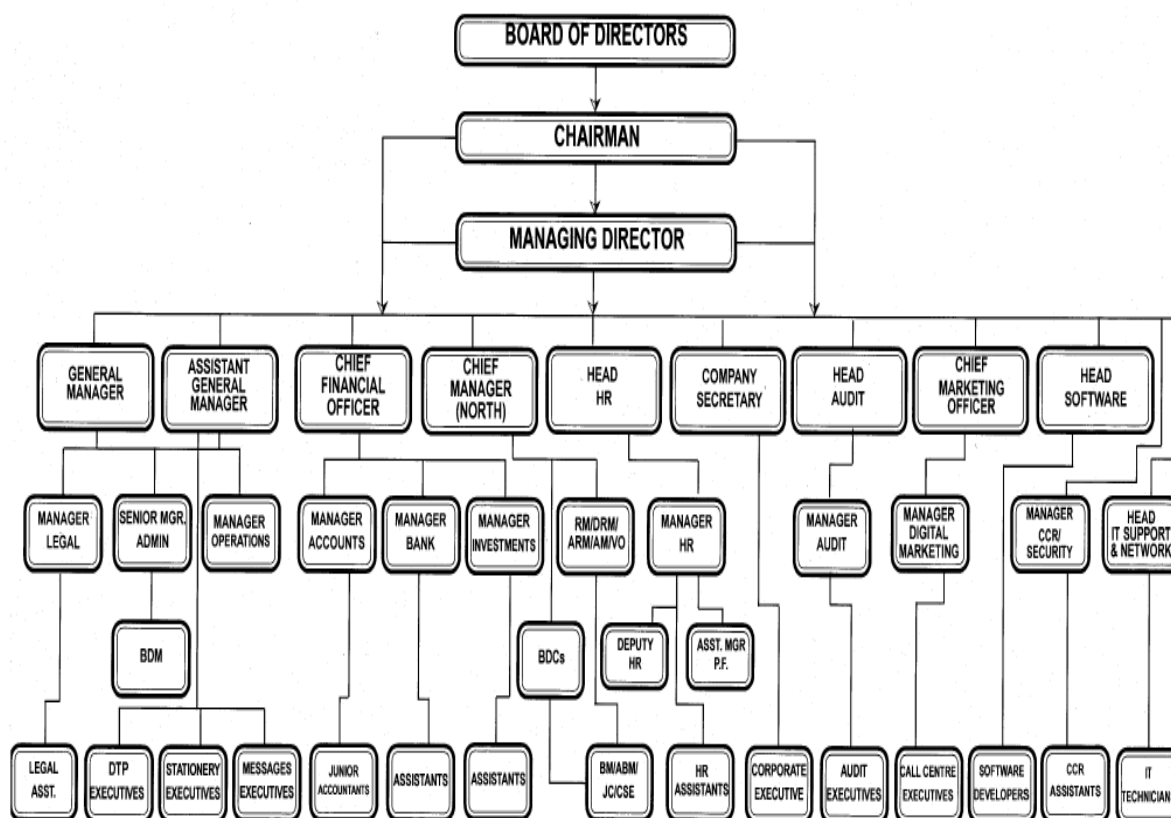 BOARD OF DIRECTORS
CHAIRMAN
MANAGING DIRECTOR
GENERAL
MANAGER
ASSISTANT
GENERAL
MANAGER
CHIEF
FINANCIAL
OFFICER
CHIEF
MANAGER
(NORTH)
HEAD
HR
COMPANY
SECRETARY
HEAD
AUDIT
CHIEF
MARKETING
OFFICER
HEAD
SOFTWARE
MANAGER
LEGAL
SENIOR MGR.
ADMIN
MANAGER
OPERATIONS
MANAGER
ACCOUNTS
MANAGER
BANK
MANAGER
INVESTMENTS
RM/DRM/
ARM/AM/VO
MANAGER
HR
MANAGER
AUDIT
MANAGER
DIGITAL
MARKETING
MANAGER
CCR/
SECURITY
HEAD
IT SUPPORT
& NETWORK
BDM
BDCs
DEPUTY
HR
ASST. MGR
P.F.
LEGAL
ASST.
DTP
EXECUTIVES
STATIONERY
EXECUTIVES
MESSAGES
EXECUTIVES
JUNIOR
ACCOUNTANTS
ASSISTANTS
ASSISTANTS
BM/ABM/
JC/CSE
HR
ASSISTANTS
CORPORATE
EXECUTIVE
AUDIT
EXECUTIVES
CALL CENTRE
EXECUTIVES
SOFTWARE
DEVELOPERS
CCR
ASSISTANTS
IT
TECHNICIANS